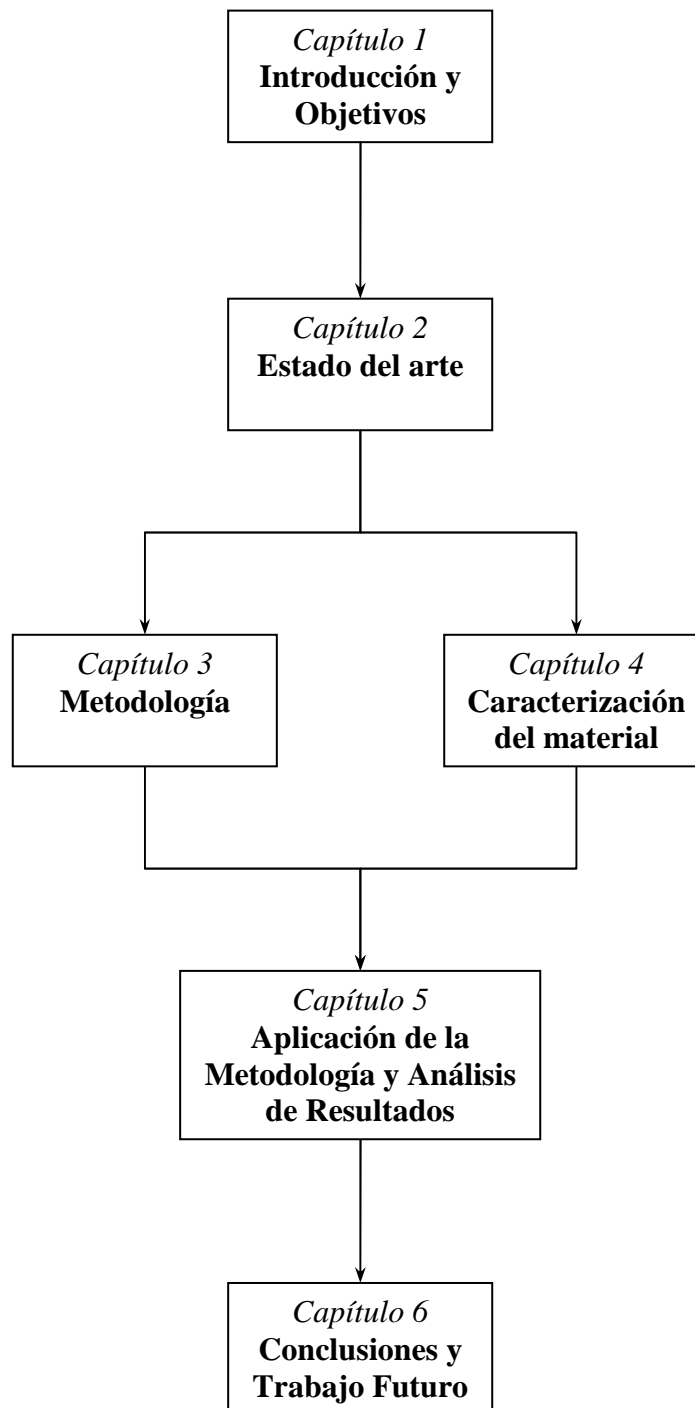 Capítulo 1
Introducción y
Objetivos
Capítulo 2
Estado del arte
Capítulo 3
Metodología
Capítulo 4
Caracterización
del material
Capítulo 5
Aplicación de la
Metodología y Análisis
de Resultados
Capítulo 6
Conclusiones y
Trabajo Futuro